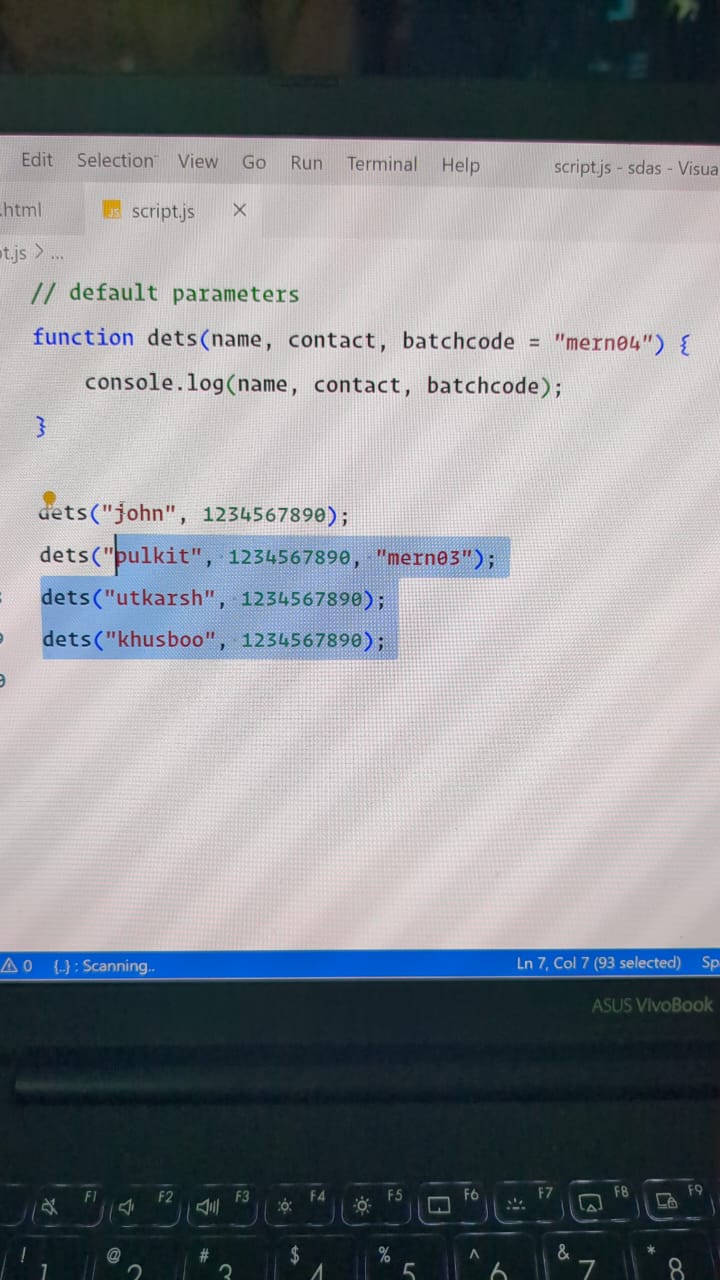 Edit Selection View Go Run Terminal Help script.js - sdas - Visua
.html JS script.js ×
ot.js > ...
// default parameters
function dets(name, contact, batchcode = "mern04") {
    console.log(name, contact, batchcode);
}
dets("john", 1234567890);
dets("pulkit", 1234567890, "mern03");
dets("utkarsh", 1234567890);
dets("khusboo", 1234567890);
0 {..} : Scanning.. Ln 7, Col 7 (93 selected) Sp
ASUS VivoBook
F1 F2 F3 F4 F5 F6 F7 F8 F9
! @ # $ % ^ & *
1 2 3 4 5 6 7 8